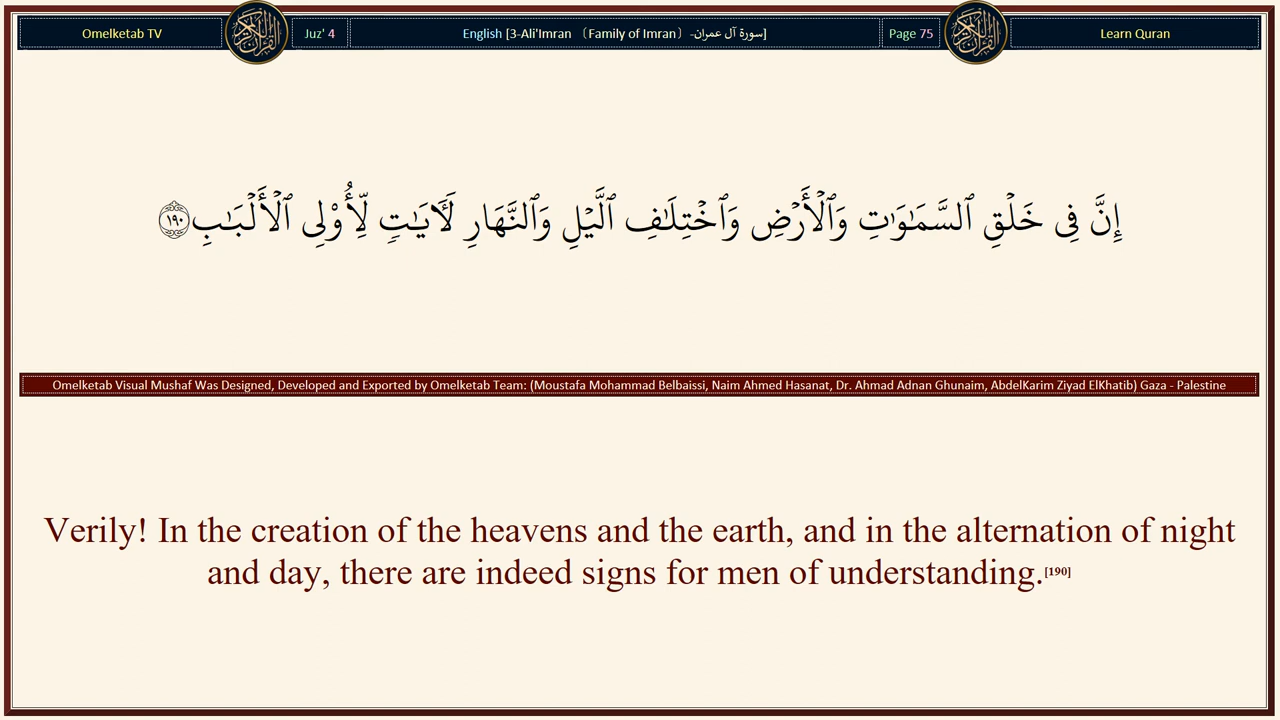 Omelketab TV
Juz' 4
English [3-Ali'Imran （Family of Imran）-سورة آل عمران]
Page 75
Learn Quran
إِنَّ فِى خَلْقِ ٱلسَّمَـٰوَٰتِ وَٱلْأَرْضِ وَٱخْتِلَـٰفِ ٱلَّيْلِ وَٱلنَّهَارِ لَـَٔايَـٰتٍ لِّأُو۟لِى ٱلْأَلْبَـٰبِ ١٩٠
Omelketab Visual Mushaf Was Designed, Developed and Exported by Omelketab Team: (Moustafa Mohammad Belbaissi, Naim Ahmed Hasanat, Dr. Ahmad Adnan Ghunaim, AbdelKarim Ziyad ElKhatib) Gaza - Palestine
Verily! In the creation of the heavens and the earth, and in the alternation of night
and day, there are indeed signs for men of understanding.[190]